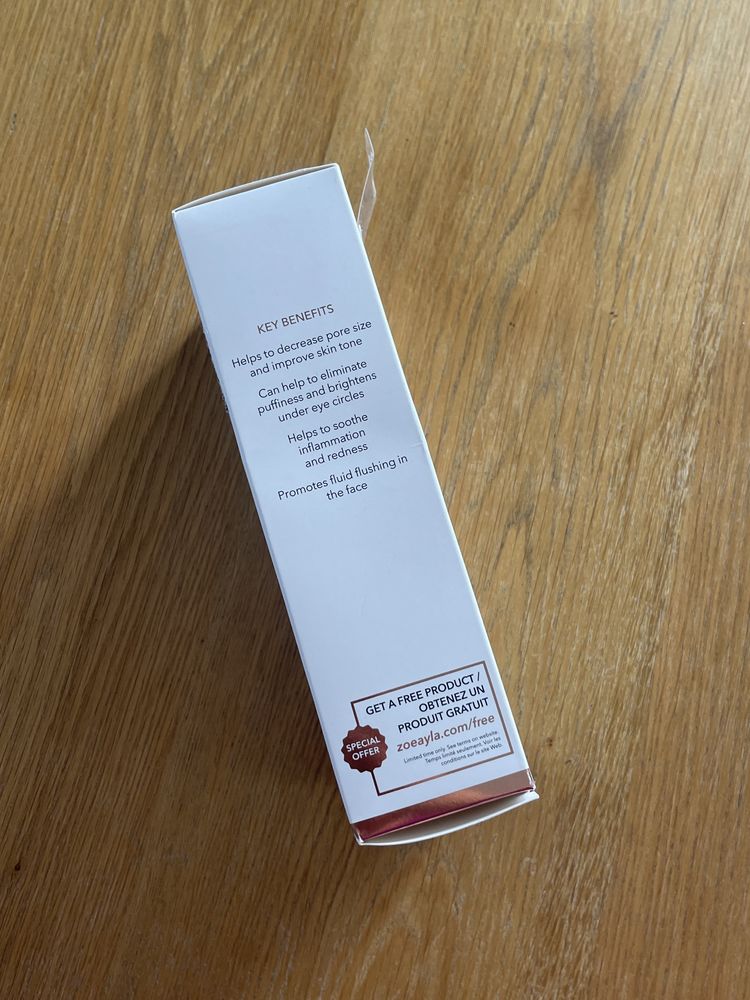 KEY BENEFITS
Helps to decrease pore size
and improve skin tone
Can help to eliminate
puffiness and brightens
under eye circles
Helps to soothe
inflammation
and redness
Promotes fluid flushing in
the face
GET A FREE PRODUCT /
OBTENEZ UN
PRODUIT GRATUIT
zoeayla.com/free
Limited time only. See terms on website.
Temps limité seulement. Voir les
conditions sur le site Web.
SPECIAL
OFFER